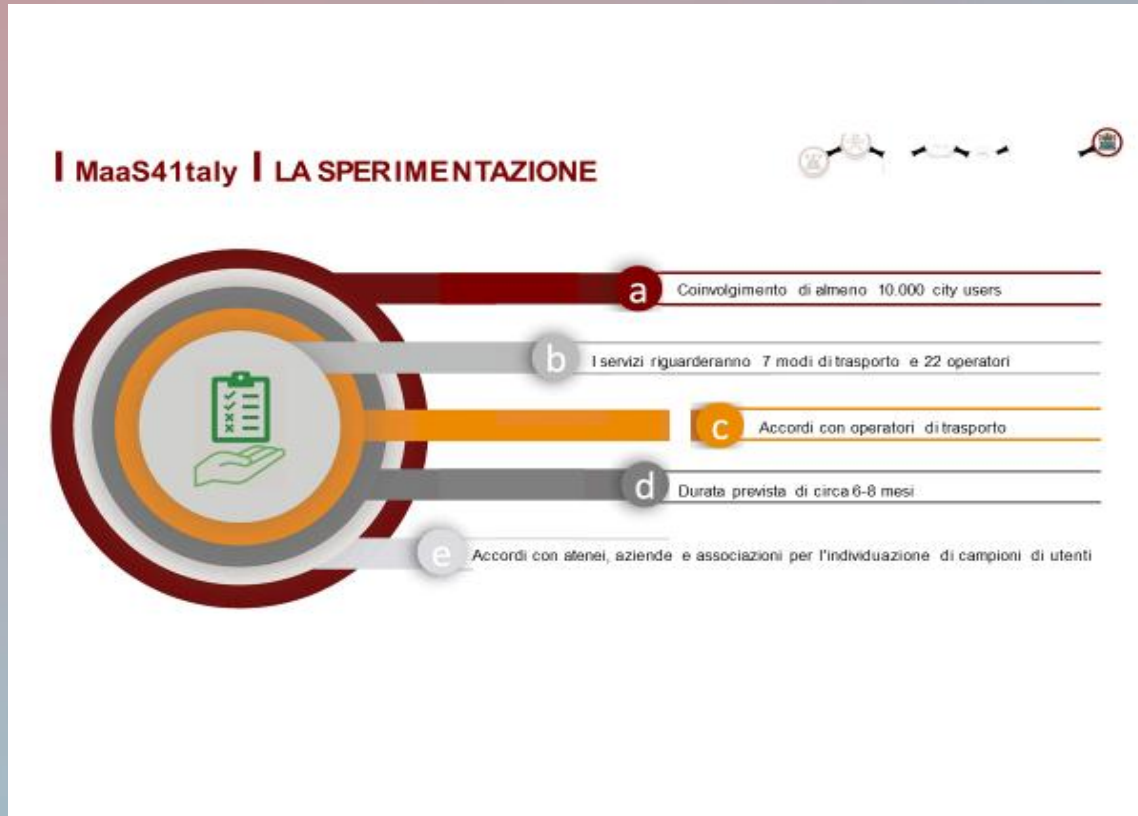 MaaS41taly LA SPERIMENTAZIONE
a Coinvolgimento di almeno 10.000 city users
b I servizi riguarderanno 7 modi di trasporto e 22 operatori
c Accordi con operatori di trasporto
d Durata prevista di circa 6-8 mesi
e Accordi con atenei, aziende e associazioni per l'individuazione di campioni di utenti